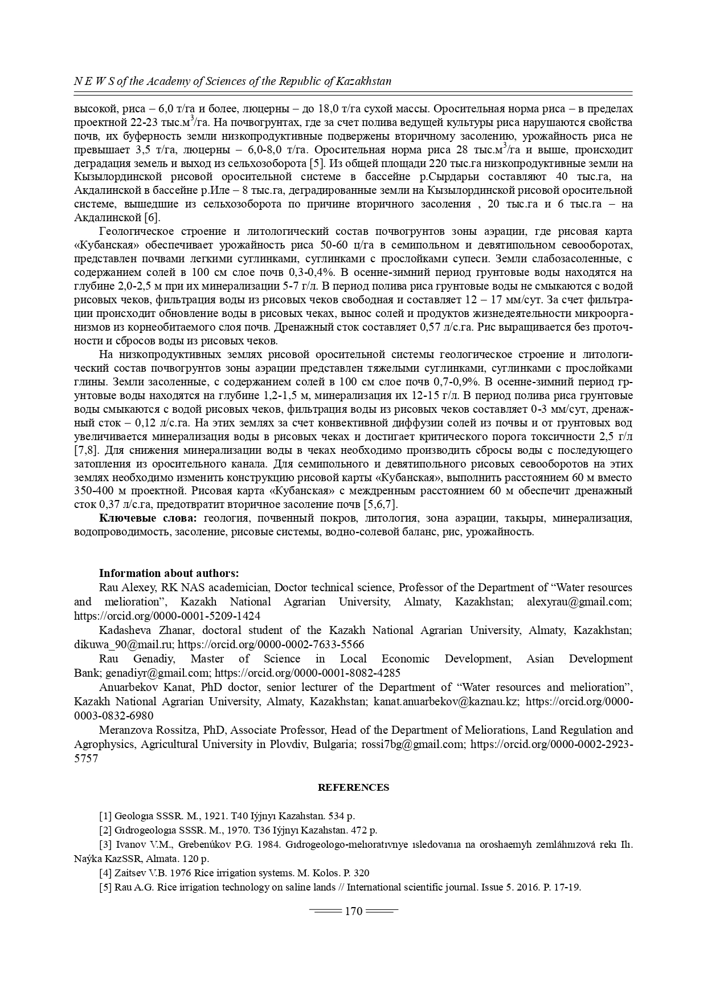 N E W S of the Academy of Sciences of the Republic of Kazakhstan
высокой, риса – 6,0 т/га и более, люцерны – до 18,0 т/га сухой массы. Оросительная норма риса – в пределах
проектной 22-23 тыс.м³/га. На почвогрунтах, где за счет полива ведущей культуры риса нарушаются свойства
почв, их буферность земли низкопродуктивные подвержены вторичному засолению, урожайность риса не
превышает 3,5 т/га, люцерны – 6,0-8,0 т/га. Оросительная норма риса 28 тыс.м³/га и выше, происходит
деградация земель и выход из сельхозоборота [5]. Из общей площади 220 тыс.га низкопродуктивные земли на
Кызылординской рисовой оросительной системе в бассейне р.Сырдарьи составляют 40 тыс.га, на
Акдалинской в бассейне р.Иле – 8 тыс.га, деградированные земли на Кызылординской рисовой оросительной
системе, вышедшие из сельхозоборота по причине вторичного засоления , 20 тыс.га и 6 тыс.га – на
Акдалинской [6].
Геологическое строение и литологический состав почвогрунтов зоны аэрации, где рисовая карта
«Кубанская» обеспечивает урожайность риса 50-60 ц/га в семипольном и девятипольном севооборотах,
представлен почвами легкими суглинками, суглинками с прослойками супеси. Земли слабозасоленные, с
содержанием солей в 100 см слое почв 0,3-0,4%. В осенне-зимний период грунтовые воды находятся на
глубине 2,0-2,5 м при их минерализации 5-7 г/л. В период полива риса грунтовые воды не смыкаются с водой
рисовых чеков, фильтрация воды из рисовых чеков свободная и составляет 12 – 17 мм/сут. За счет фильтра-
ции происходит обновление воды в рисовых чеках, вынос солей и продуктов жизнедеятельности микроорга-
низмов из корнеобитаемого слоя почв. Дренажный сток составляет 0,57 л/с.га. Рис выращивается без проточ-
ности и сбросов воды из рисовых чеков.
На низкопродуктивных землях рисовой оросительной системы геологическое строение и литологи-
ческий состав почвогрунтов зоны аэрации представлен тяжелыми суглинками, суглинками с прослойками
глины. Земли засоленные, с содержанием солей в 100 см слое почв 0,7-0,9%. В осенне-зимний период гр-
унтовые воды находятся на глубине 1,2-1,5 м, минерализация их 12-15 г/л. В период полива риса грунтовые
воды смыкаются с водой рисовых чеков, фильтрация воды из рисовых чеков составляет 0-3 мм/сут, дренаж-
ный сток – 0,12 л/с.га. На этих землях за счет конвективной диффузии солей из почвы и от грунтовых вод
увеличивается минерализация воды в рисовых чеках и достигает критического порога токсичности 2,5 г/л
[7,8]. Для снижения минерализации воды в чеках необходимо производить сбросы воды с последующего
затопления из оросительного канала. Для семипольного и девятипольного рисовых севооборотов на этих
землях необходимо изменить конструкцию рисовой карты «Кубанская», выполнить расстоянием 60 м вместо
350-400 м проектной. Рисовая карта «Кубанская» с междренным расстоянием 60 м обеспечит дренажный
сток 0,37 л/с.га, предотвратит вторичное засоление почв [5,6,7].
Ключевые слова: геология, почвенный покров, литология, зона аэрации, такыры, минерализация,
водопроводимость, засоление, рисовые системы, водно-солевой баланс, рис, урожайность.
Information about authors:
Rau Alexey, RK NAS academician, Doctor technical science, Professor of the Department of “Water resources
and melioration”, Kazakh National Agrarian University, Almaty, Kazakhstan; alexyrau@gmail.com;
https://orcid.org/0000-0001-5209-1424
Kadasheva Zhanar, doctoral student of the Kazakh National Agrarian University, Almaty, Kazakhstan;
dikuwa_90@mail.ru; https://orcid.org/0000-0002-7633-5566
Rau Genadiy, Master of Science in Local Economic Development, Asian Development
Bank; genadiyr@gmail.com; https://orcid.org/0000-0001-8082-4285
Anuarbekov Kanat, PhD doctor, senior lecturer of the Department of “Water resources and melioration”,
Kazakh National Agrarian University, Almaty, Kazakhstan; kanat.anuarbekov@kaznau.kz; https://orcid.org/0000-
0003-0832-6980
Meranzova Rossitza, PhD, Associate Professor, Head of the Department of Meliorations, Land Regulation and
Agrophysics, Agricultural University in Plovdiv, Bulgaria; rossi7bg@gmail.com; https://orcid.org/0000-0002-2923-
5757
REFERENCES
[1] Geologıa SSSR. M., 1921. T40 Iýjnyı Kazahstan. 534 p.
[2] Gıdrogeologıa SSSR. M., 1970. T36 Iýjnyı Kazahstan. 472 p.
[3] Ivanov V.M., Grebenúkov P.G. 1984. Gıdrogeologo-melıoratıvnye ısledovanıa na oroshaemyh zemláhnızová rekı Ilı.
Naýka KazSSR, Almata. 120 p.
[4] Zaitsev V.B. 1976 Rice irrigation systems. M. Kolos. P. 320
[5] Rau A.G. Rice irrigation technology on saline lands // International scientific journal. Issue 5. 2016. P. 17-19.
170